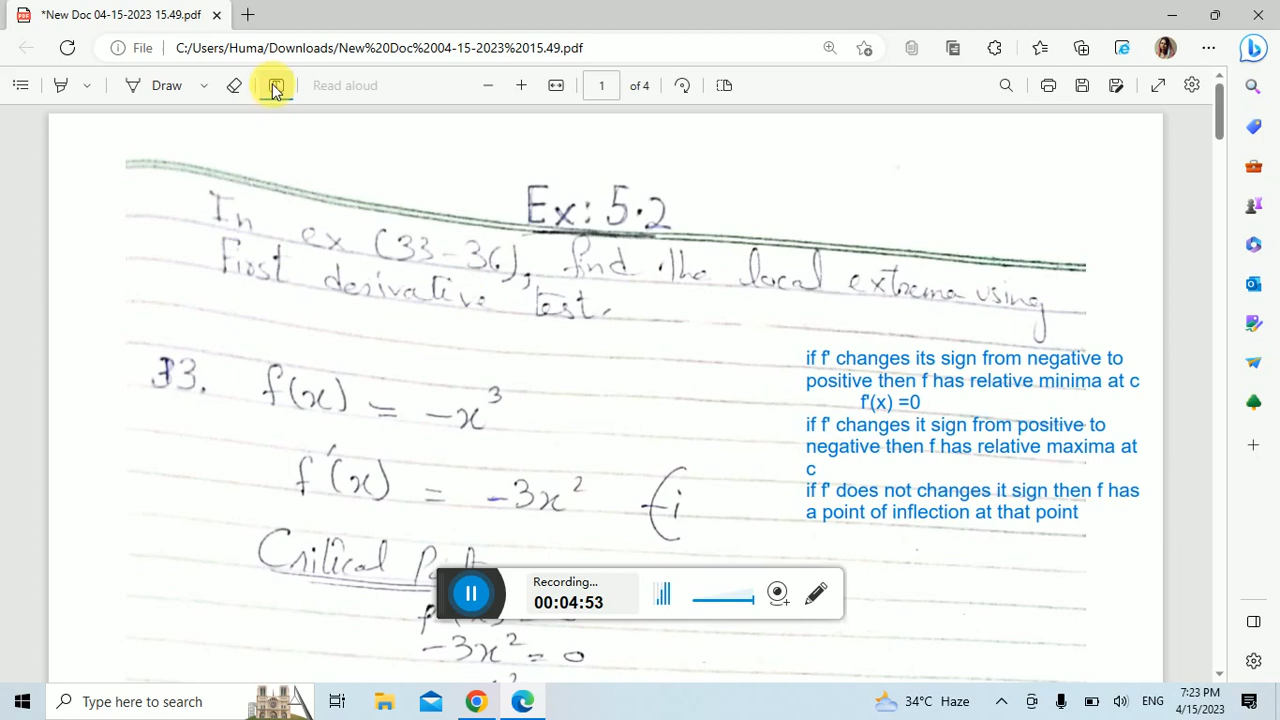 *New Doc 04-15-2023 15.49.pdf
File C:/Users/Huma/Downloads/New%20Doc%2004-15-2023%2015.49.pdf
Draw Read aloud 1 of 4
Ex: 5.2
In ex (33-36), find the local extrema using
First derivative test.
33. f(x) = -x³
if f' changes its sign from negative to
positive then f has relative minima at c
f'(x) =0
if f' changes it sign from positive to
negative then f has relative maxima at
c
if f' does not changes it sign then f has
a point of inflection at that point
f'(x) = -3x² -(i
Critical
Recording...
00:04:53
-3x² = 0
Type here to search
34°C Haze
ENG
7:23 PM
4/15/2023